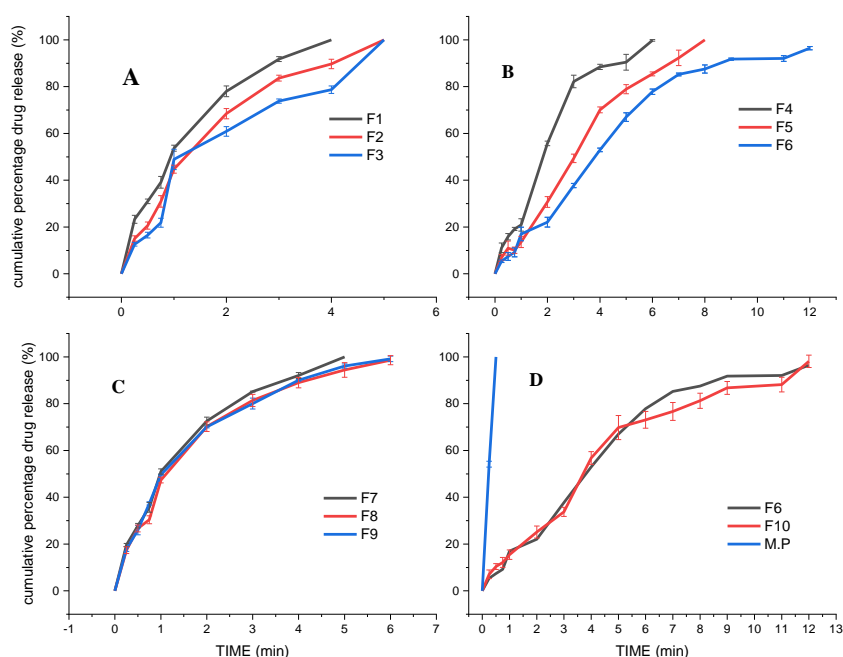 cumulative percentage drug release (%)
100
80
60
40
20
0
A
F1
F2
F3
0 2 4 6
100
80
60
40
20
0
B
F4
F5
F6
0 2 4 6 8 10 12
cumulative percentage drug release (%)
100
80
60
40
20
0
C
F7
F8
F9
-1 0 1 2 3 4 5 6 7
TIME (min)
100
80
60
40
20
0
D
F6
F10
M.P
0 1 2 3 4 5 6 7 8 9 10 11 12 13
TIME (min)